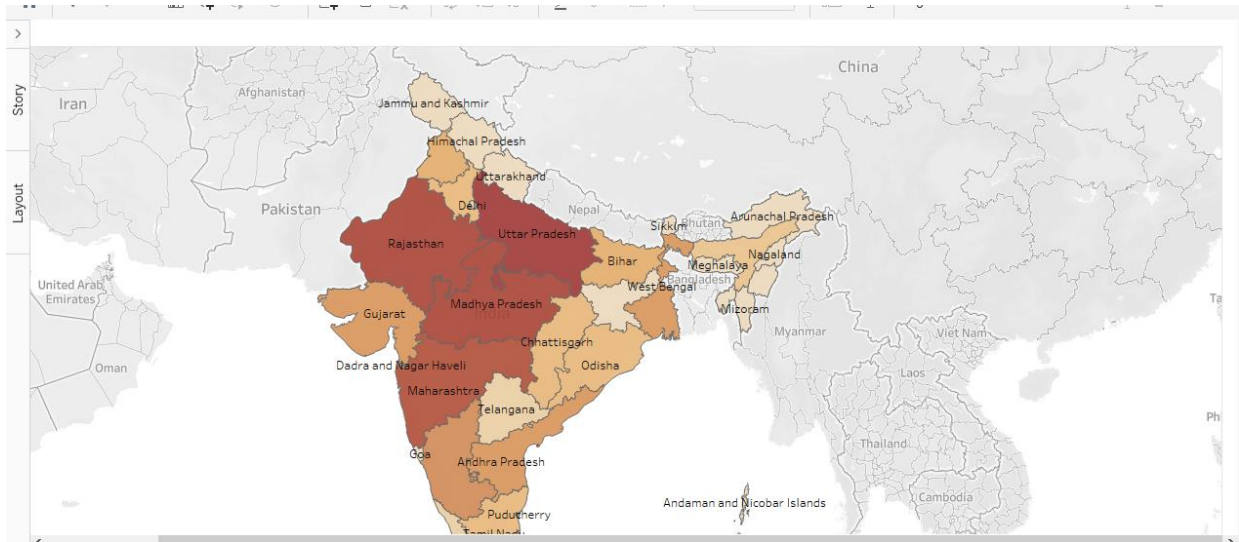 Story
Layout
China
Iran
Afghanistan
Jammu and Kashmir
Himachal Pradesh
Uttarakhand
Pakistan
Delhi
Nepal
Sikkim
Bhutan
Arunachal Pradesh
Rajasthan
Uttar Pradesh
Bihar
Nagaland
Meghalaya
Bangladesh
United Arab
Emirates
West Bengal
Madhya Pradesh
India
Gujarat
Mizoram
Myanmar
Viet Nam
Chhattisgarh
Oman
Dadra and Nagar Haveli
Odisha
Laos
Maharashtra
Telangana
Ph
Thailand
Goa
Andhra Pradesh
Cambodia
Andaman and Nicobar Islands
Puducherry
Tamil Nadu